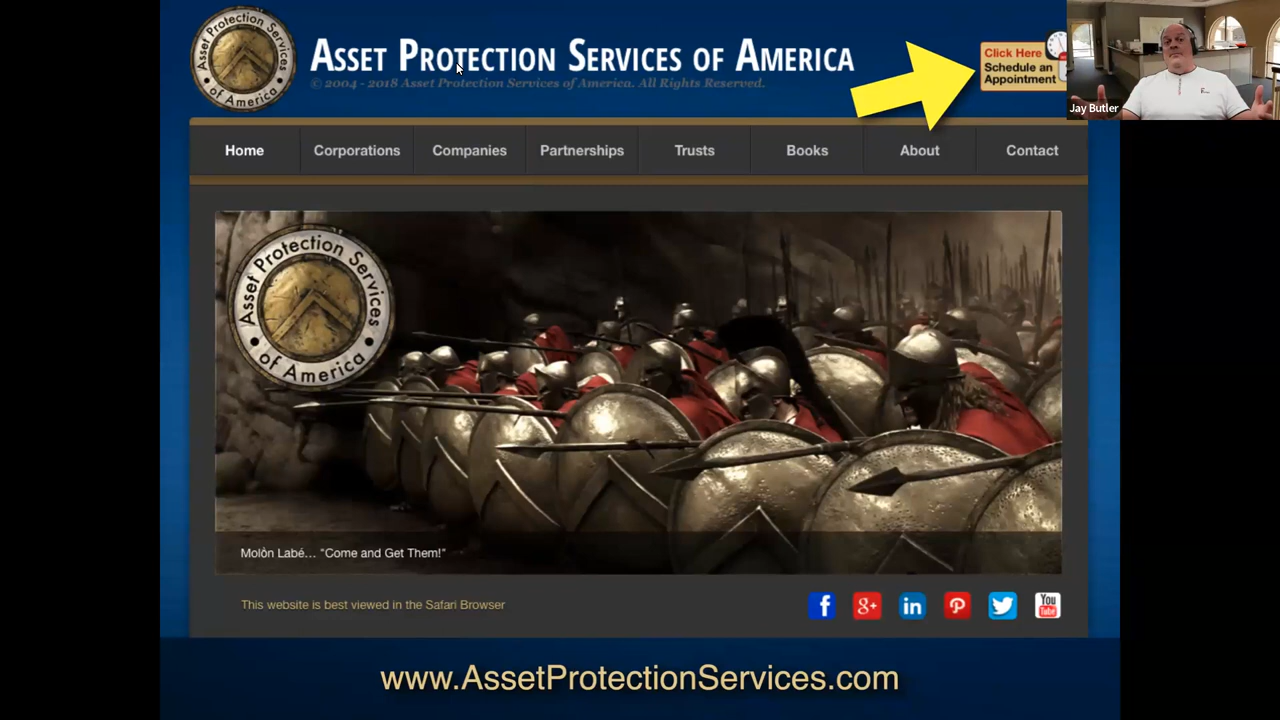 Asset Protection Services of America
ASSET PROTECTION SERVICES OF AMERICA
© 2004 - 2018 Asset Protection Services of America. All Rights Reserved.
Click Here
Schedule an
Appointment
Jay Butler
Home
Corporations
Companies
Partnerships
Trusts
Books
About
Contact
Asset Protection Services
of America
Molôn Labé... "Come and Get Them!"
This website is best viewed in the Safari Browser
f
g+
in
You
Tube
www.AssetProtectionServices.com